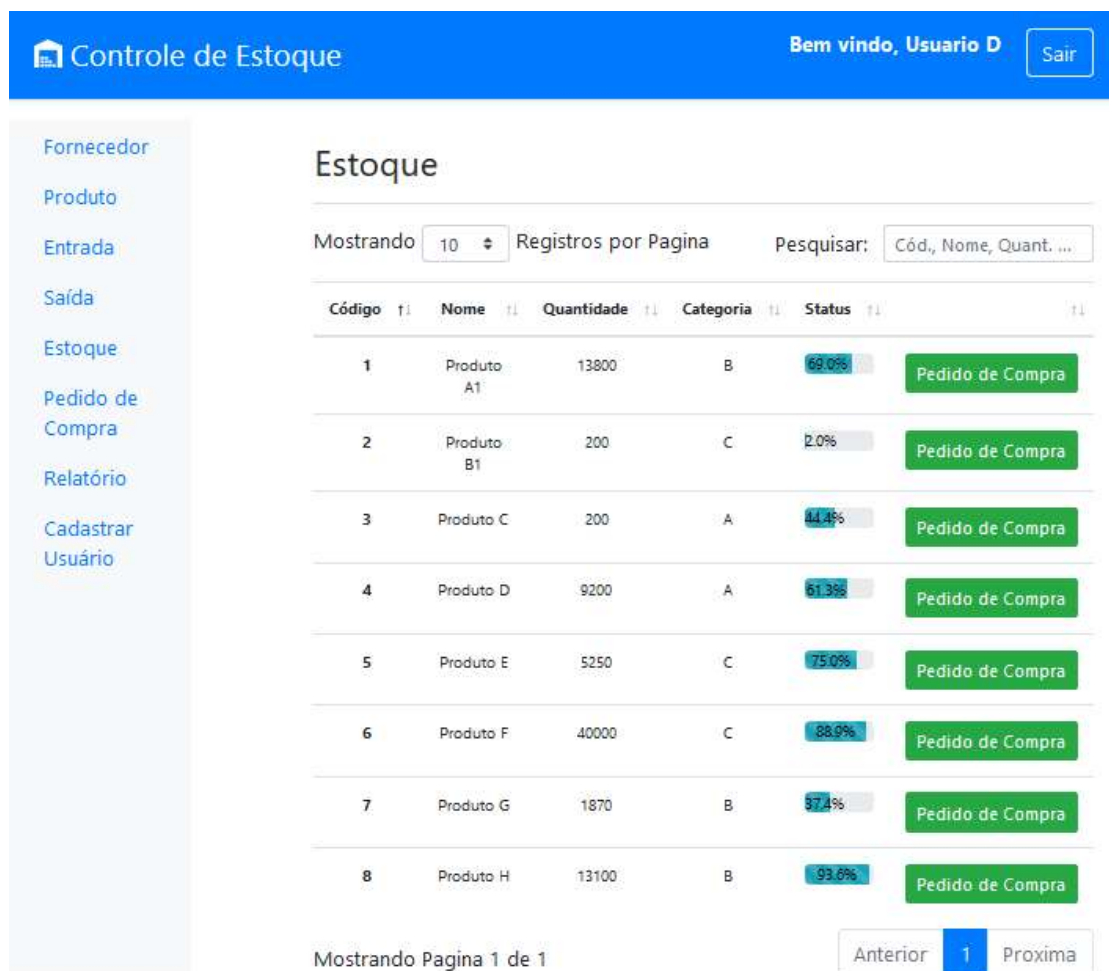 Controle de Estoque
Bem vindo, Usuario D
Sair
Fornecedor
Produto
Entrada
Saída
Estoque
Pedido de
Compra
Relatório
Cadastrar
Usuário
Estoque
Mostrando 10 Registros por Pagina
Pesquisar: Cód., Nome, Quant. ...
Código Nome Quantidade Categoria Status
1 Produto A1 13800 B 69.0% Pedido de Compra
2 Produto B1 200 C 2.0% Pedido de Compra
3 Produto C 200 A 44.4% Pedido de Compra
4 Produto D 9200 A 61.3% Pedido de Compra
5 Produto E 5250 C 75.0% Pedido de Compra
6 Produto F 40000 C 88.9% Pedido de Compra
7 Produto G 1870 B 37.4% Pedido de Compra
8 Produto H 13100 B 93.6% Pedido de Compra
Mostrando Pagina 1 de 1
Anterior 1 Proxima